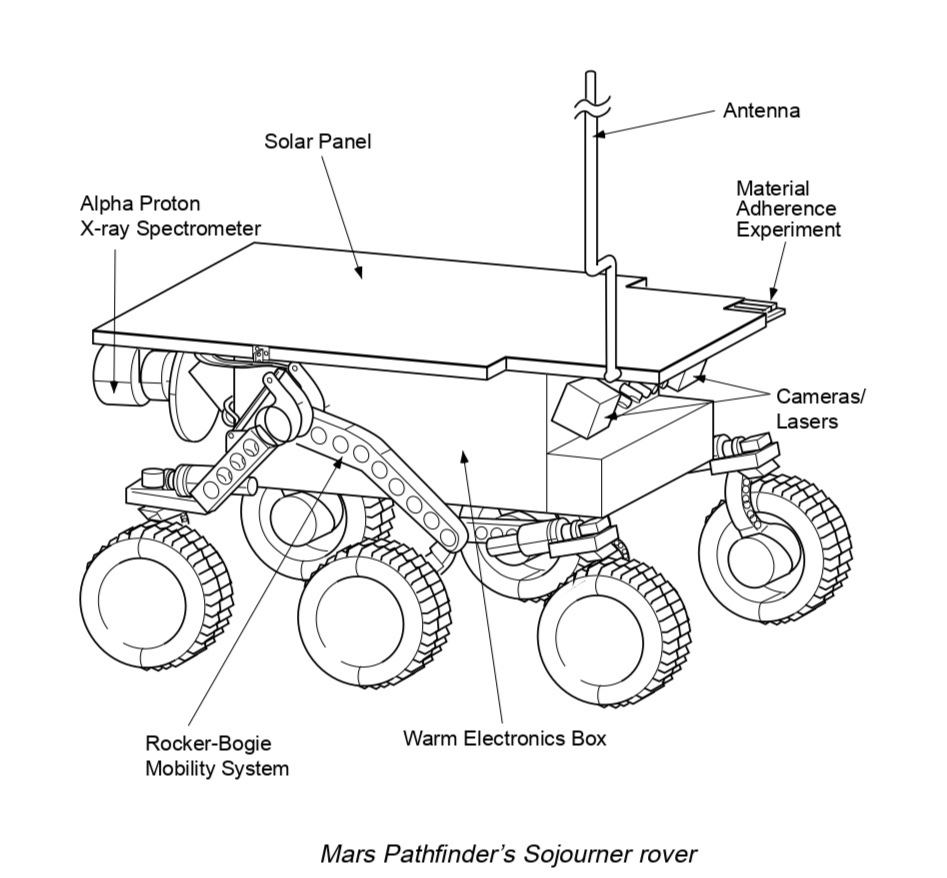 Antenna
Solar Panel
Material
Adherence
Experiment
Alpha Proton
X-ray Spectrometer
Cameras/
Lasers
Rocker-Bogie
Mobility System
Warm Electronics Box
Mars Pathfinder’s Sojourner rover